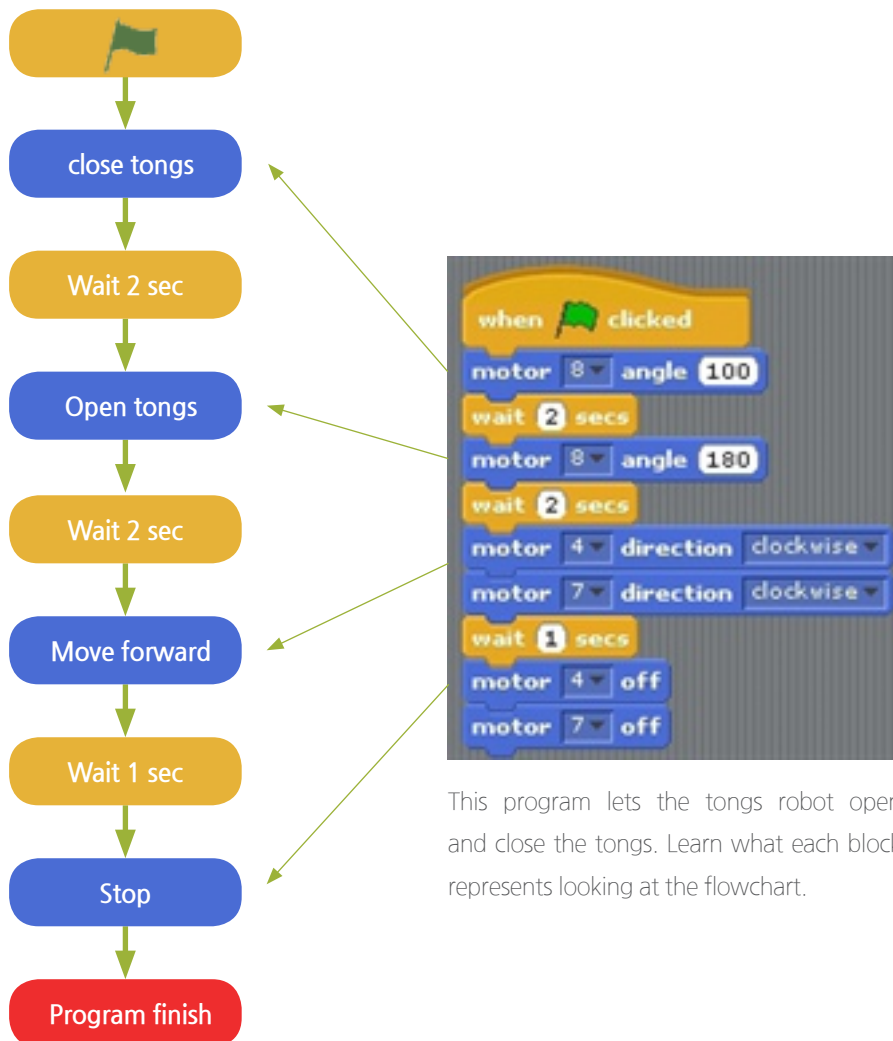 close tongs
Wait 2 sec
Open tongs
Wait 2 sec
Move forward
Wait 1 sec
Stop
Program finish
when clicked
motor 8 angle 100
wait 2 secs
motor 8 angle 180
wait 2 secs
motor 4 direction clockwise
motor 7 direction clockwise
wait 1 secs
motor 4 off
motor 7 off
This program lets the tongs robot open
and close the tongs. Learn what each block
represents looking at the flowchart.